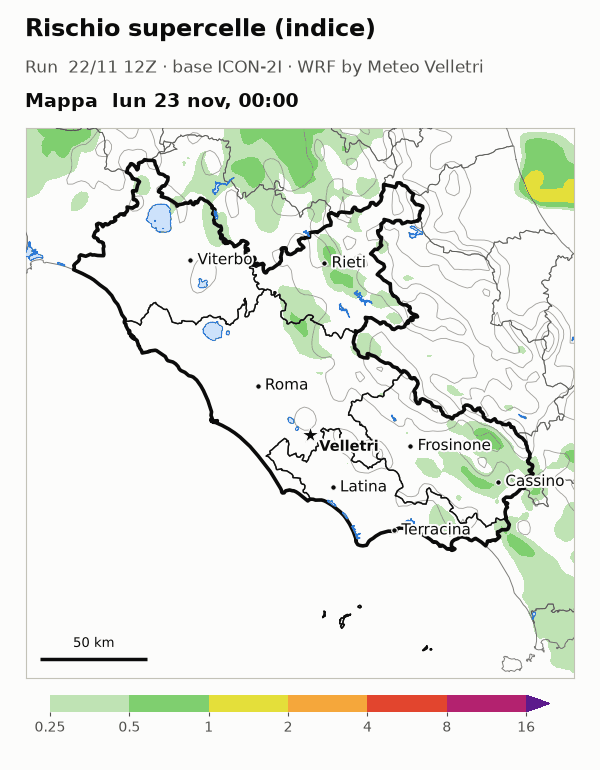 Rischio supercelle (indice)
Run  22/11 12Z · base ICON-2I · WRF by Meteo Velletri
Mappa  lun 23 nov, 00:00
Viterbo
Rieti
Roma
Velletri
Frosinone
Latina
Cassino
Terracina
50 km
0.25 0.5 1 2 4 8 16